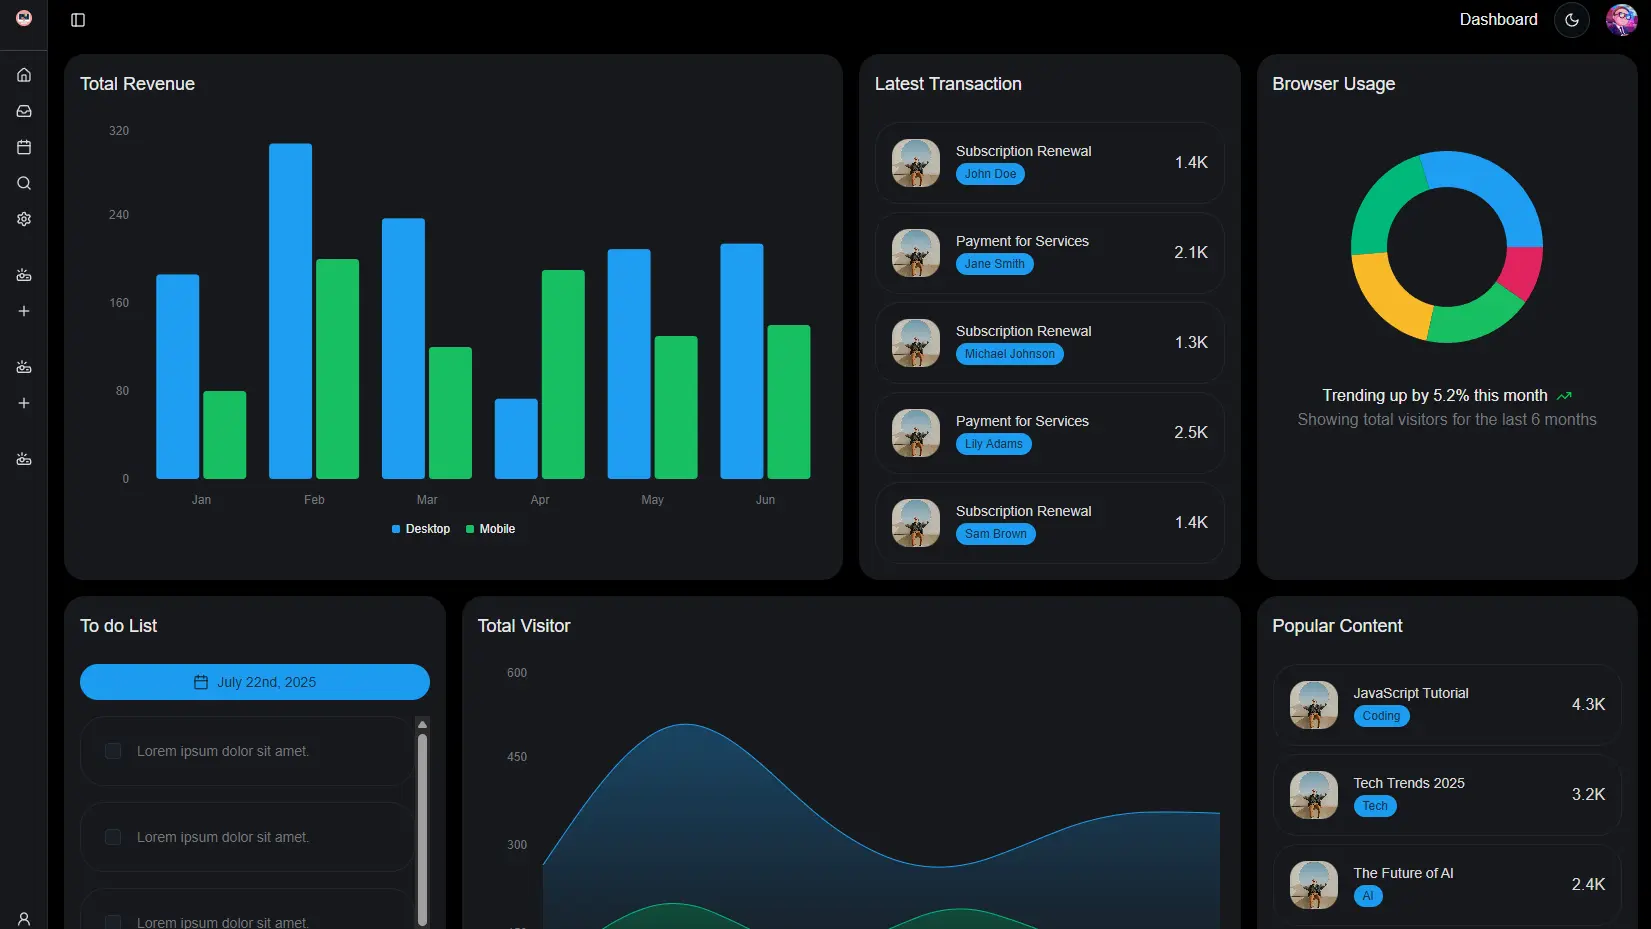 Dashboard
Total Revenue
320
240
160
80
0
Jan
Feb
Mar
Apr
May
Jun
Desktop
Mobile
Latest Transaction
Subscription Renewal
John Doe
1.4K
Payment for Services
Jane Smith
2.1K
Subscription Renewal
Michael Johnson
1.3K
Payment for Services
Lily Adams
2.5K
Subscription Renewal
Sam Brown
1.4K
Browser Usage
Trending up by 5.2% this month
Showing total visitors for the last 6 months
To do List
July 22nd, 2025
Lorem ipsum dolor sit amet.
Lorem ipsum dolor sit amet.
Lorem ipsum dolor sit amet.
Total Visitor
600
450
300
Popular Content
JavaScript Tutorial
Coding
4.3K
Tech Trends 2025
Tech
3.2K
The Future of AI
AI
2.4K